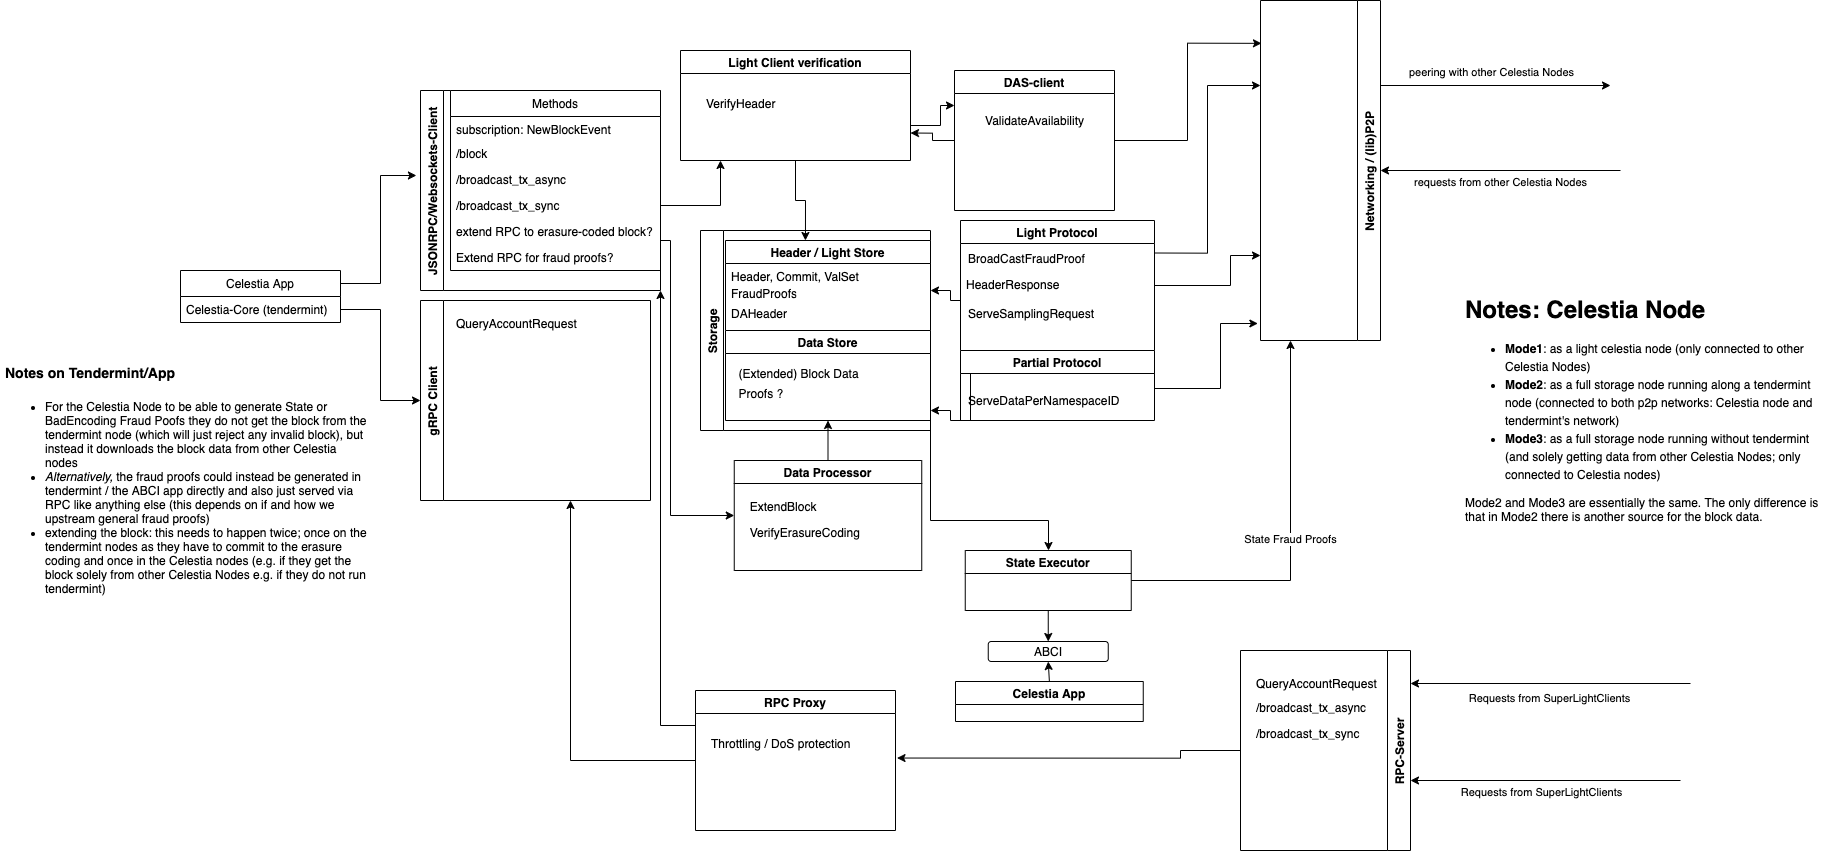 Light Client verification
VerifyHeader
DAS-client
ValidateAvailability
Networking / (lib)P2P
peering with other Celestia Nodes
requests from other Celestia Nodes
JSONRPC/Websockets-Client
Methods
subscription: NewBlockEvent
/block
/broadcast_tx_async
/broadcast_tx_sync
extend RPC to erasure-coded block?
Extend RPC for fraud proofs?
Celestia App
Celestia-Core (tendermint)
gRPC Client
QueryAccountRequest
Storage
Header / Light Store
Header, Commit, ValSet
FraudProofs
DAHeader
Data Store
(Extended) Block Data
Proofs ?
Light Protocol
BroadCastFraudProof
HeaderResponse
ServeSamplingRequest
Partial Protocol
ServeDataPerNamespaceID
Data Processor
ExtendBlock
VerifyErasureCoding
State Executor
State Fraud Proofs
ABCI
Celestia App
RPC Proxy
Throttling / DoS protection
QueryAccountRequest
/broadcast_tx_async
/broadcast_tx_sync
RPC-Server
Requests from SuperLightClients
Requests from SuperLightClients
Notes on Tendermint/App
• For the Celestia Node to be able to generate State or
BadEncoding Fraud Poofs they do not get the block from the
tendermint node (which will just reject any invalid block), but
instead it downloads the block data from other Celestia
nodes
• Alternatively, the fraud proofs could instead be generated in
tendermint / the ABCI app directly and also just served via
RPC like anything else (this depends on if and how we
upstream general fraud proofs)
• extending the block: this needs to happen twice; once on the
tendermint nodes as they have to commit to the erasure
coding and once in the Celestia nodes (e.g. if they get the
block solely from other Celestia Nodes e.g. if they do not run
tendermint)
Notes: Celestia Node
• Mode1: as a light celestia node (only connected to other
Celestia Nodes)
• Mode2: as a full storage node running along a tendermint
node (connected to both p2p networks: Celestia node and
tendermint's network)
• Mode3: as a full storage node running without tendermint
(and solely getting data from other Celestia Nodes; only
connected to Celestia nodes)
Mode2 and Mode3 are essentially the same. The only difference is
that in Mode2 there is another source for the block data.